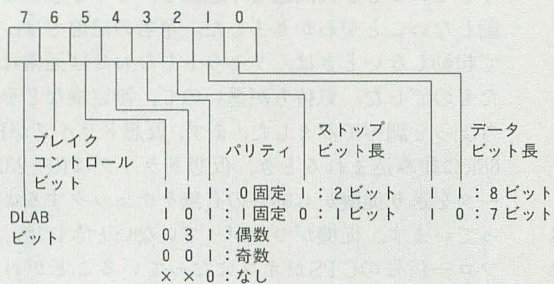 7 6 5 4 3 2 1 0
ブレイク
コントロール
ビット
DLAB
ビット
パリティ
1 1 1:0固定
1 0 1:1固定
0 3 1:偶数
0 0 1:奇数
××0:なし
ストップ
ビット長
1:2ビット
0:1ビット
データ
ビット長
1 1:8ビット
1 0:7ビット